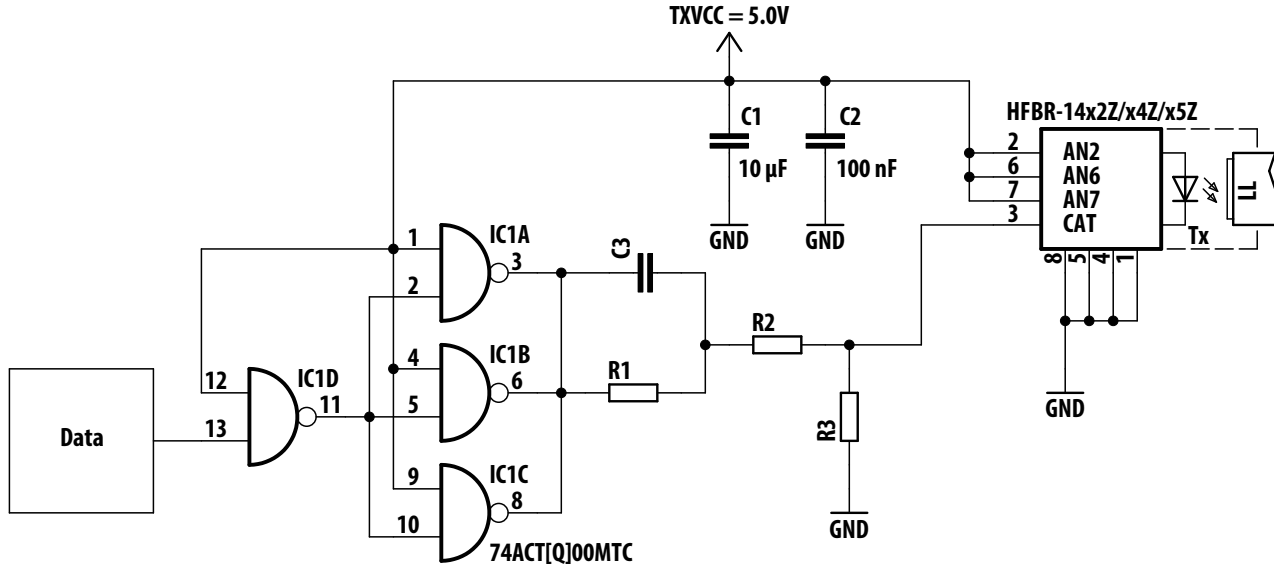 TXVCC = 5.0V
C1
10 µF
GND
C2
100 nF
GND
HFBR-14x2Z/x4Z/x5Z
2 AN2
6 AN6
7 AN7
3 CAT
Tx
LL
8 5 4 1
GND
1
2
IC1A
3
C3
4
5
IC1B
6
R1
R2
R3
GND
Data
12
13
IC1D
11
9
10
IC1C
8
74ACT[Q]00MTC